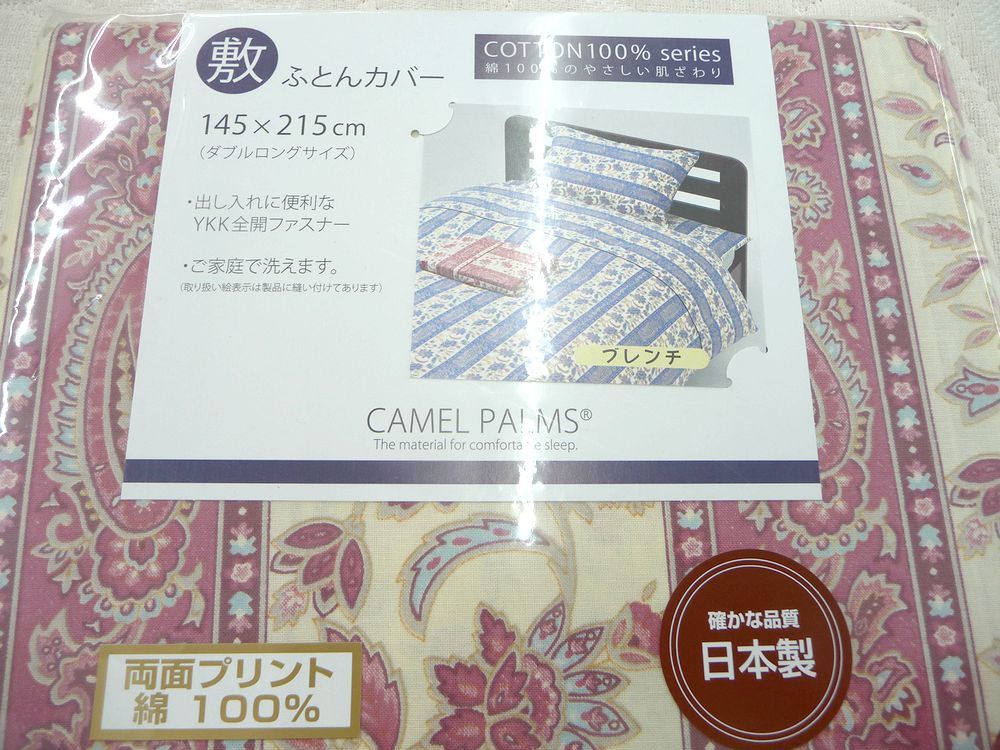 敷 ふとんカバー
COTTON100% series
綿100%のやさしい肌ざわり
145×215cm
（ダブルロングサイズ）
・出し入れに便利な
YKK全開ファスナー
・ご家庭で洗えます。
（取り扱い絵表示は製品に縫い付けてあります）
ブレンチ
CAMEL PALMS®
The material for comfortable sleep.
両面プリント
綿 100%
確かな品質
日本製